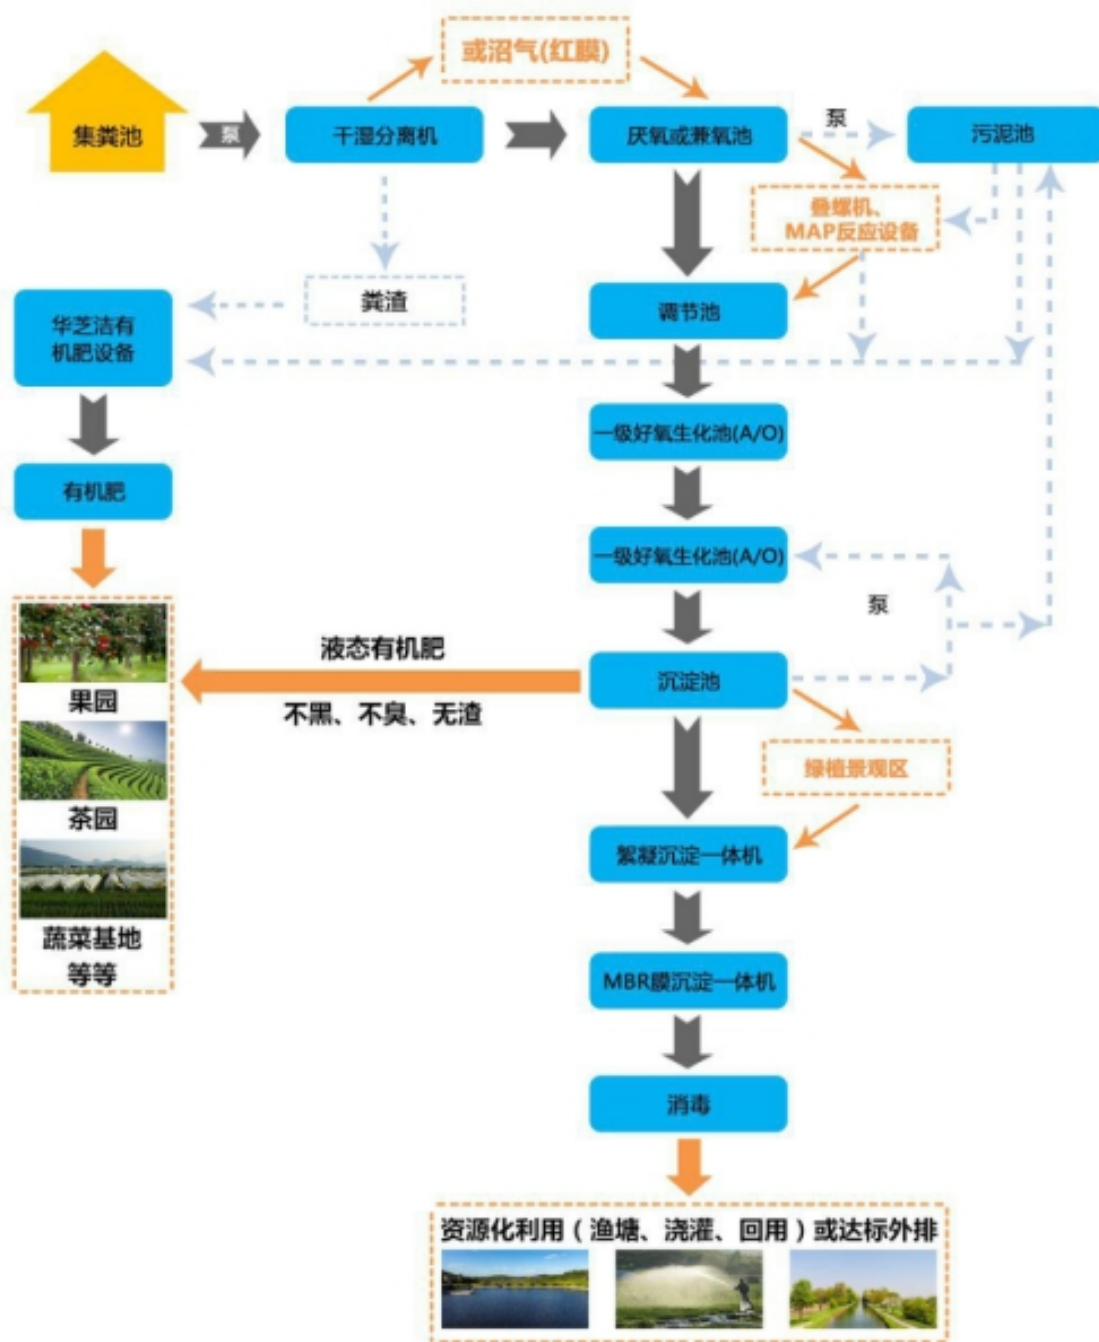 或沼气(红膜)
集粪池
泵
干湿分离机
厌氧或兼氧池
泵
污泥池
叠螺机、
MAP反应设备
粪渣
调节池
华芝洁有
机肥设备
一级好氧生化池(A/O)
有机肥
一级好氧生化池(A/O)
泵
液态有机肥
沉淀池
不黑、不臭、无渣
果园
绿植景观区
茶园
絮凝沉淀一体机
蔬菜基地
等等
MBR膜沉淀一体机
消毒
资源化利用（渔塘、浇灌、回用）或达标外排